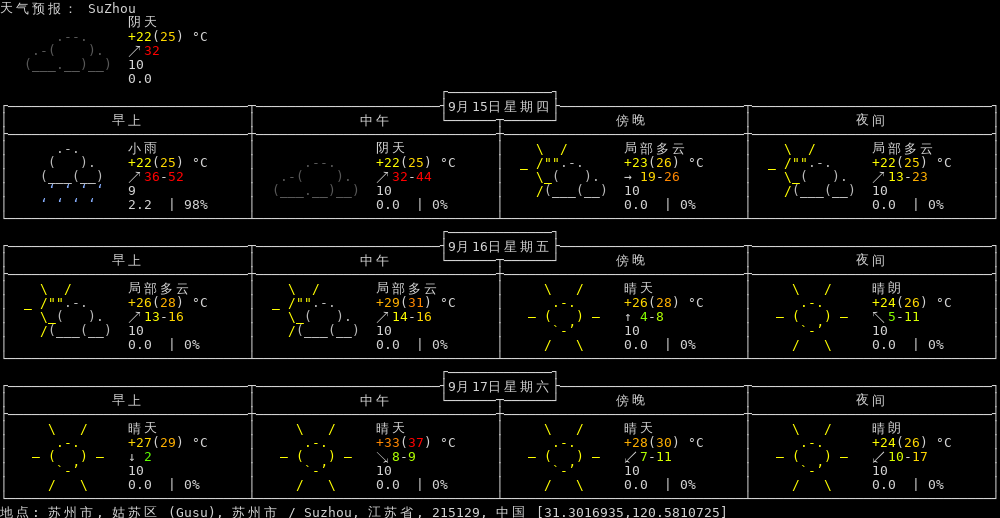 天气预报： SuZhou
阴天
+22(25) °C
↗ 32
10
0.0
9月15日星期四
早上 中午 傍晚 夜间
小雨 阴天 局部多云 局部多云
+22(25) °C +22(25) °C +23(26) °C +22(25) °C
↗ 36-52 ↗ 32-44 → 19-26 ↗ 13-23
9 10 10 10
2.2 | 98% 0.0 | 0% 0.0 | 0% 0.0 | 0%
9月16日星期五
早上 中午 傍晚 夜间
局部多云 局部多云 晴天 晴朗
+26(28) °C +29(31) °C +26(28) °C +24(26) °C
↗ 13-16 ↗ 14-16 ↑ 4-8 ↖ 5-11
10 10 10 10
0.0 | 0% 0.0 | 0% 0.0 | 0% 0.0 | 0%
9月17日星期六
早上 中午 傍晚 夜间
晴天 晴天 晴天 晴朗
+27(29) °C +33(37) °C +28(30) °C +24(26) °C
↓ 2 ↘ 8-9 ↙ 7-11 ↙ 10-17
10 10 10 10
0.0 | 0% 0.0 | 0% 0.0 | 0% 0.0 | 0%
地点: 苏州市, 姑苏区 (Gusu), 苏州市 / Suzhou, 江苏省, 215129, 中国 [31.3016935,120.5810725]